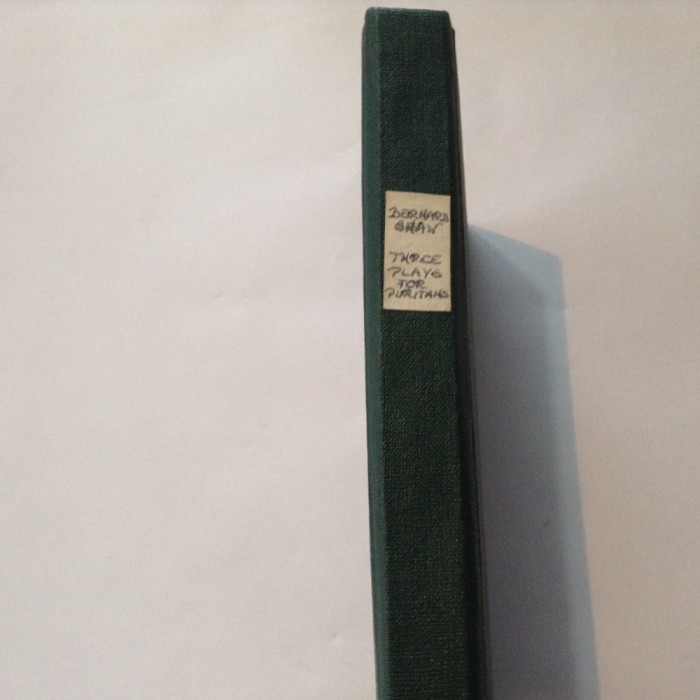 BERNARD
SHAW
THREE
PLAYS
FOR
PURITANS